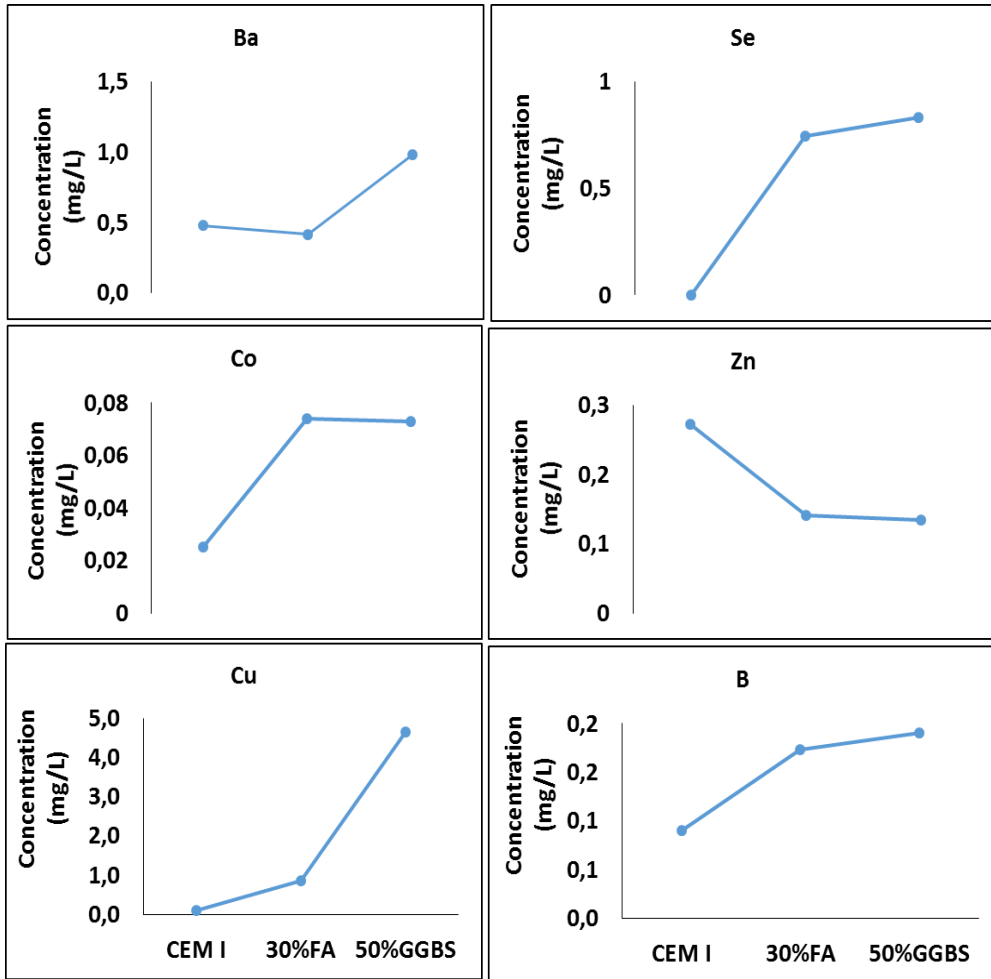 Ba
Concentration
(mg/L)
1,5
1,0
0,5
0,0
Se
Concentration
(mg/L)
1
0,5
0
Co
Concentration
(mg/L)
0,08
0,06
0,04
0,02
0
Zn
Concentration
(mg/L)
0,3
0,2
0,1
0
Cu
Concentration
(mg/L)
5,0
4,0
3,0
2,0
1,0
0,0
CEM I 30%FA 50%GGBS
B
Concentration
(mg/L)
0,2
0,2
0,1
0,1
0,0
CEM I 30%FA 50%GGBS